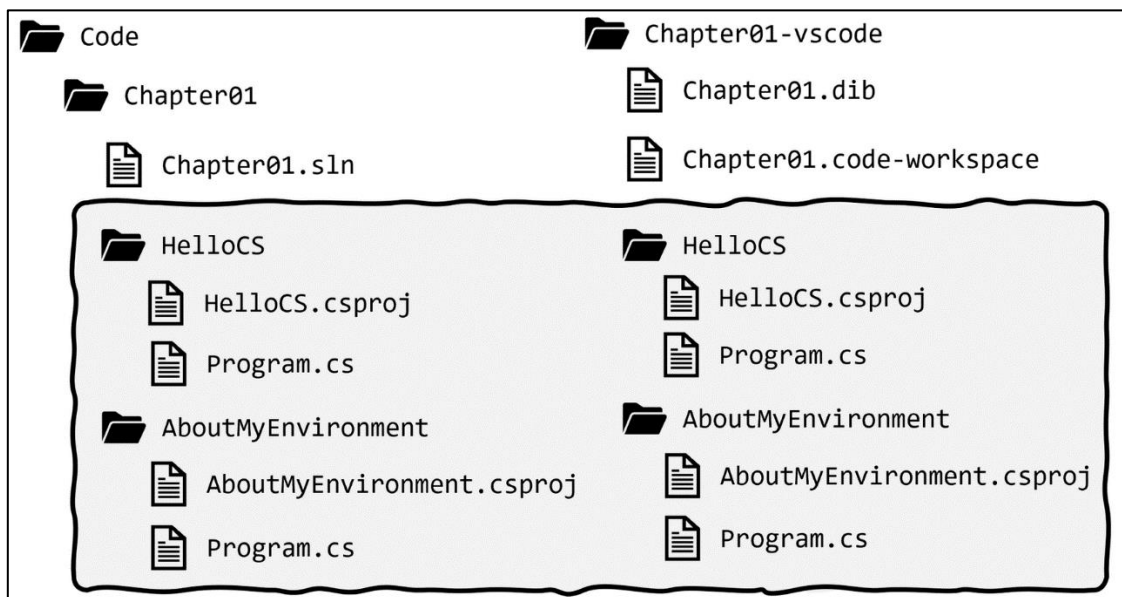 Code
Chapter01
Chapter01.sln
HelloCS
HelloCS.csproj
Program.cs
AboutMyEnvironment
AboutMyEnvironment.csproj
Program.cs
Chapter01-vscode
Chapter01.dib
Chapter01.code-workspace
HelloCS
HelloCS.csproj
Program.cs
AboutMyEnvironment
AboutMyEnvironment.csproj
Program.cs